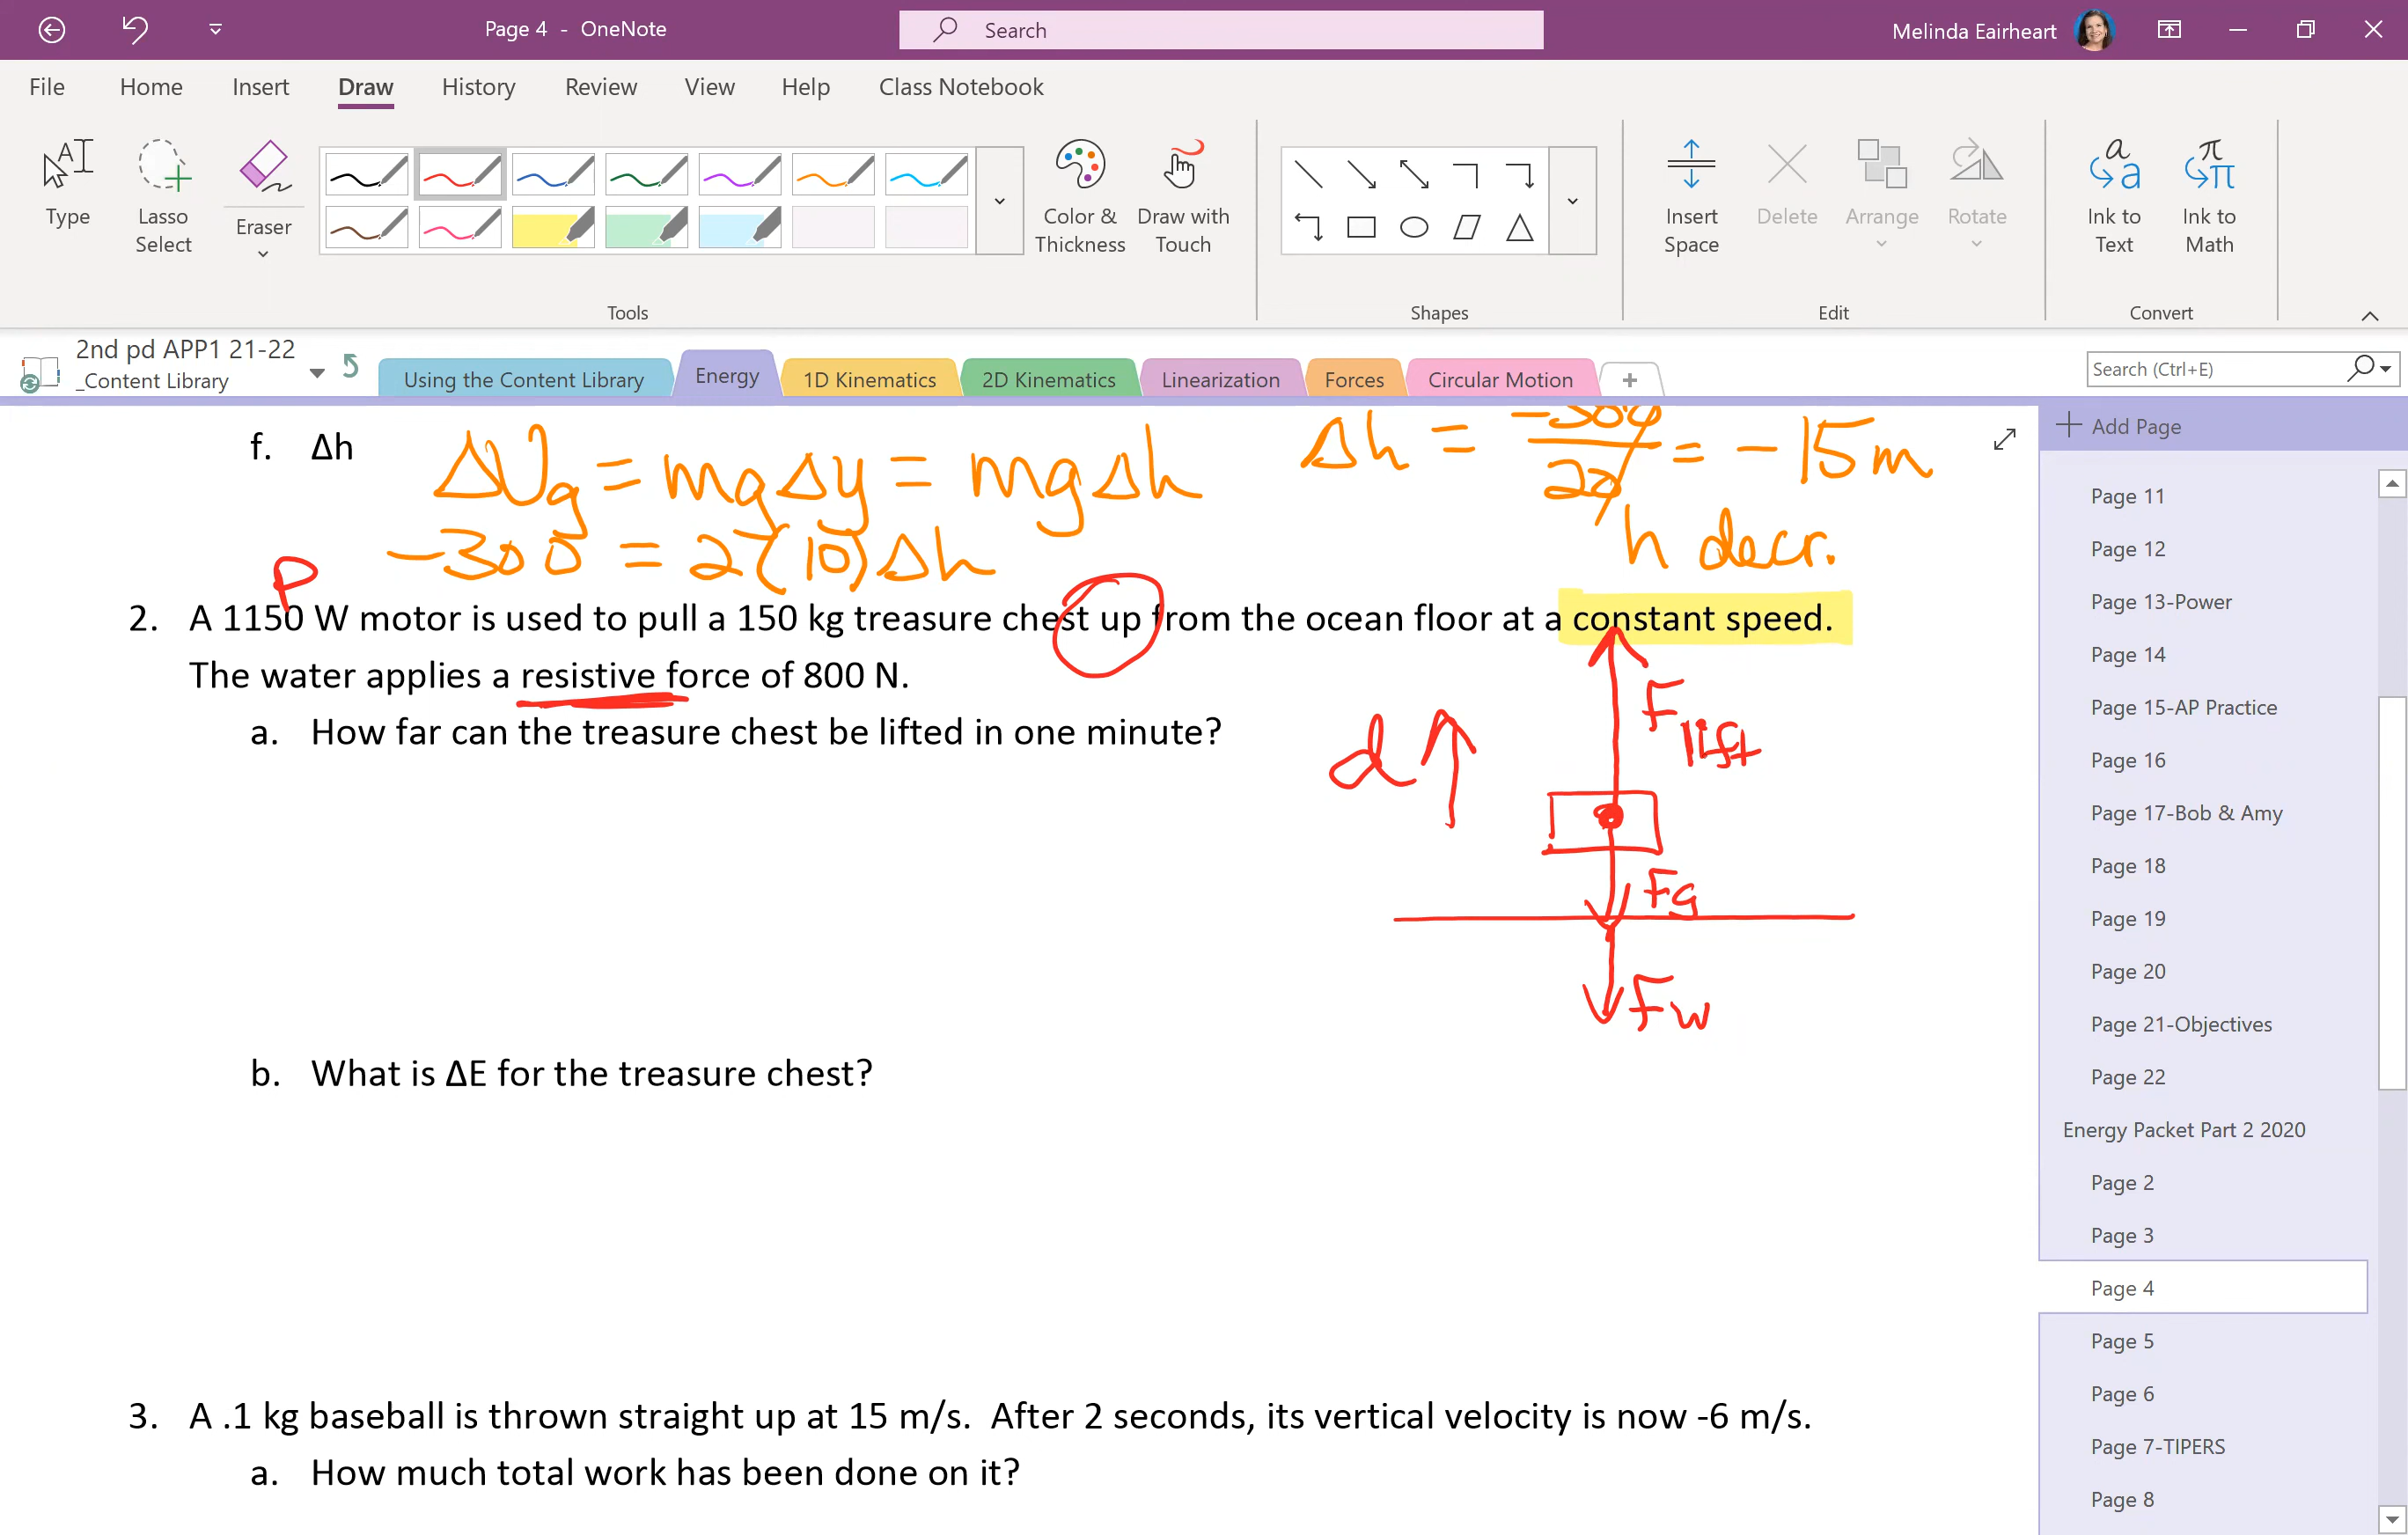 Page 4 - OneNote
Search
Melinda Eairheart
File Home Insert Draw History Review View Help Class Notebook
Type
Lasso Select
Eraser
Color & Thickness
Draw with Touch
Insert Space
Delete
Arrange
Rotate
Ink to Text
Ink to Math
Tools
Shapes
Edit
Convert
2nd pd APP1 21-22
_Content Library
Using the Content Library
Energy
1D Kinematics
2D Kinematics
Linearization
Forces
Circular Motion
+
Search (Ctrl+E)
f. Δh
ΔUg = mgΔy = mgΔh
-300 = 2(10)Δh
Δh = -300/20 = -15m
h decr.
P
2. A 1150 W motor is used to pull a 150 kg treasure chest up from the ocean floor at a constant speed.
The water applies a resistive force of 800 N.
a. How far can the treasure chest be lifted in one minute?
d
Flift
Fg
Fw
b. What is ΔE for the treasure chest?
3. A .1 kg baseball is thrown straight up at 15 m/s. After 2 seconds, its vertical velocity is now -6 m/s.
a. How much total work has been done on it?
Add Page
Page 11
Page 12
Page 13-Power
Page 14
Page 15-AP Practice
Page 16
Page 17-Bob & Amy
Page 18
Page 19
Page 20
Page 21-Objectives
Page 22
Energy Packet Part 2 2020
Page 2
Page 3
Page 4
Page 5
Page 6
Page 7-TIPERS
Page 8